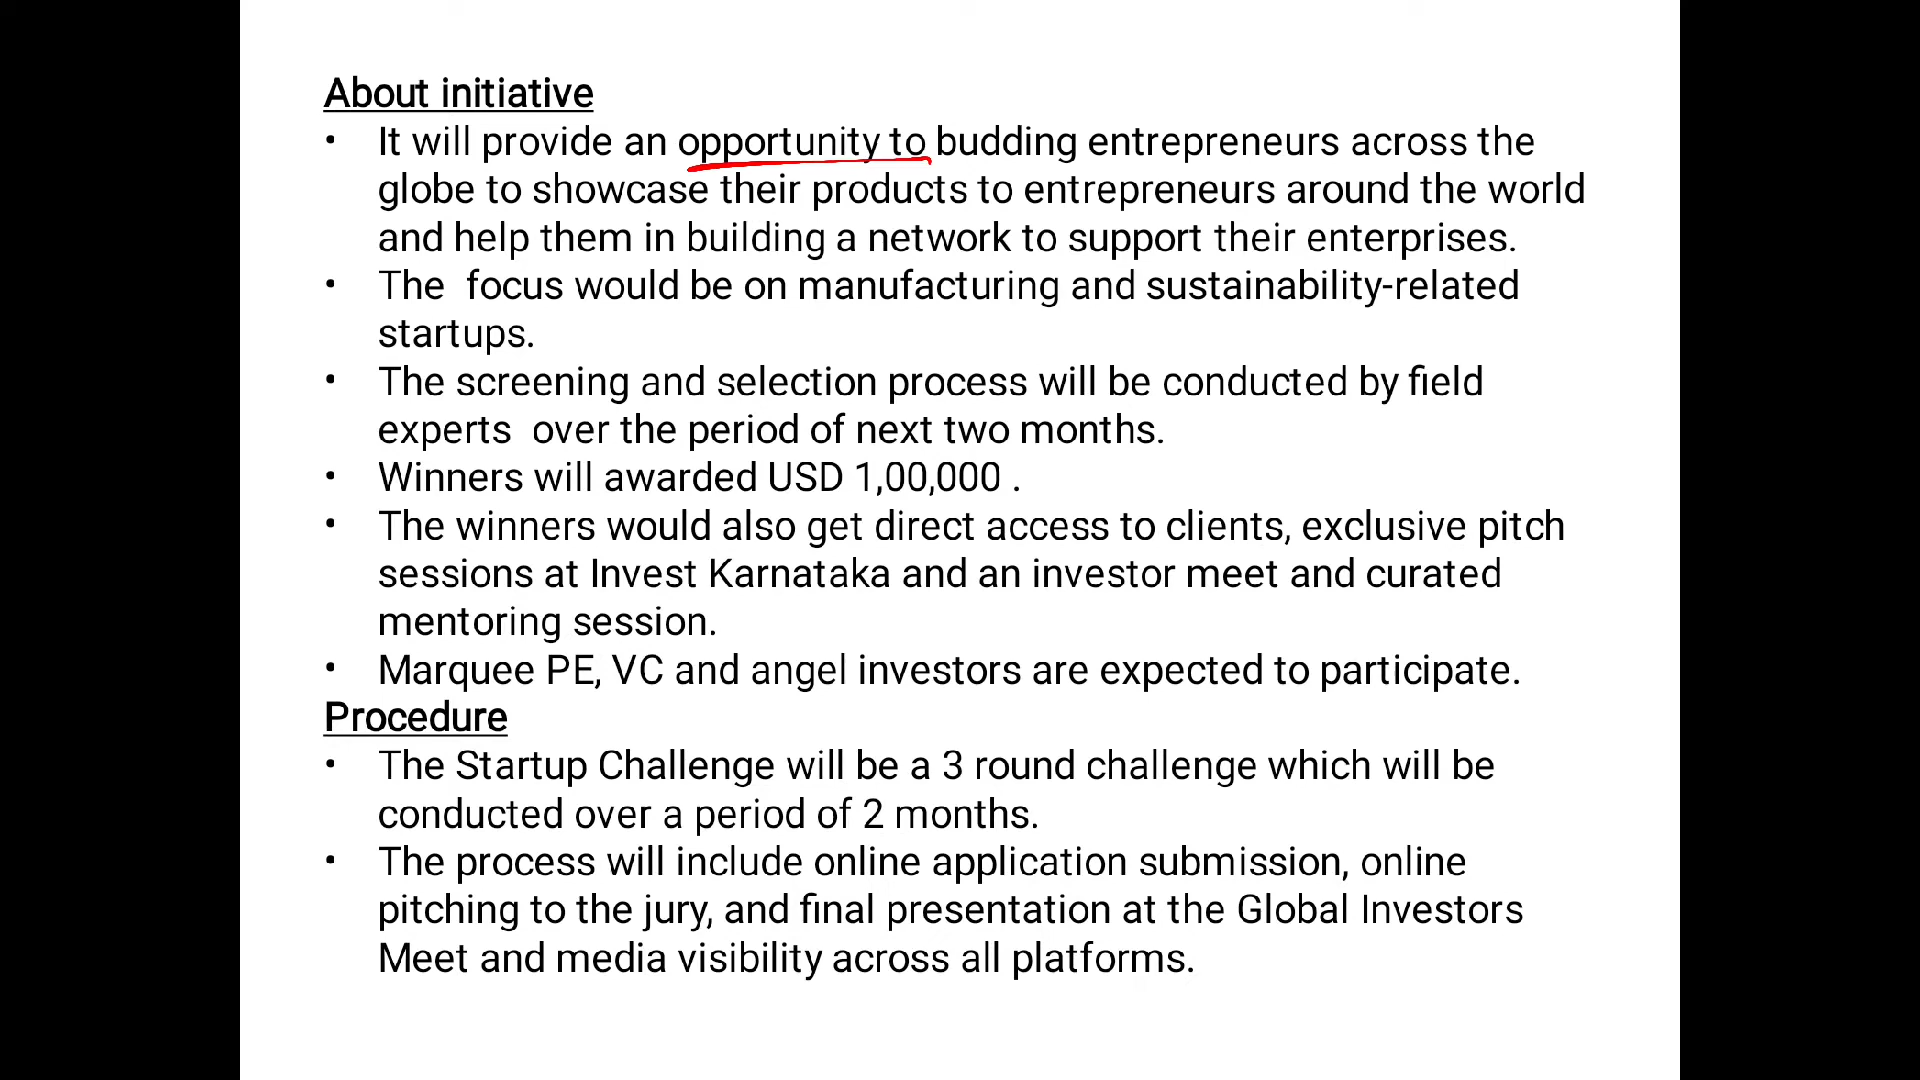 About initiative
• It will provide an opportunity to budding entrepreneurs across the
globe to showcase their products to entrepreneurs around the world
and help them in building a network to support their enterprises.
• The  focus would be on manufacturing and sustainability-related
startups.
• The screening and selection process will be conducted by field
experts  over the period of next two months.
• Winners will awarded USD 1,00,000 .
• The winners would also get direct access to clients, exclusive pitch
sessions at Invest Karnataka and an investor meet and curated
mentoring session.
• Marquee PE, VC and angel investors are expected to participate.
Procedure
• The Startup Challenge will be a 3 round challenge which will be
conducted over a period of 2 months.
• The process will include online application submission, online
pitching to the jury, and final presentation at the Global Investors
Meet and media visibility across all platforms.